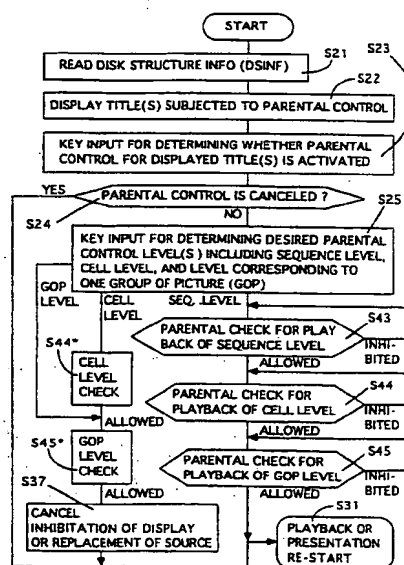 START
S21
S23
READ DISK STRUCTURE INFO (DSINF)
S22
DISPLAY TITLE(S) SUBJECTED TO PARENTAL CONTROL
KEY INPUT FOR DETERMINING WHETHER PARENTAL
CONTROL FOR DISPLAYED TITLE(S) IS ACTIVATED
YES
PARENTAL CONTROL IS CANCELED ?
S25
S24
NO
KEY INPUT FOR DETERMINING DESIRED PARENTAL
CONTROL LEVEL(S) INCLUDING SEQUENCE LEVEL,
CELL LEVEL, AND LEVEL CORRESPONDING TO
ONE GROUP OF PICTURE (GOP)
GOP
LEVEL
CELL
LEVEL
SEQ. LEVEL
S43
PARENTAL CHECK FOR PLAY
BACK OF SEQUENCE LEVEL
INHI-
BITED
S44*
ALLOWED
S44
CELL
LEVEL
CHECK
PARENTAL CHECK FOR
PLAYBACK OF CELL LEVEL
INHI-
BITED
ALLOWED
ALLOWED
S45
S45*
GOP
LEVEL
CHECK
PARENTAL CHECK FOR
PLAYBACK OF GOP LEVEL
INHI-
BITED
S37
ALLOWED
ALLOWED
S31
CANCEL
INHIBITATION OF DISPLAY
OR REPLACEMENT OF SOURCE
PLAYBACK OR
PRESENTATION
RE-START